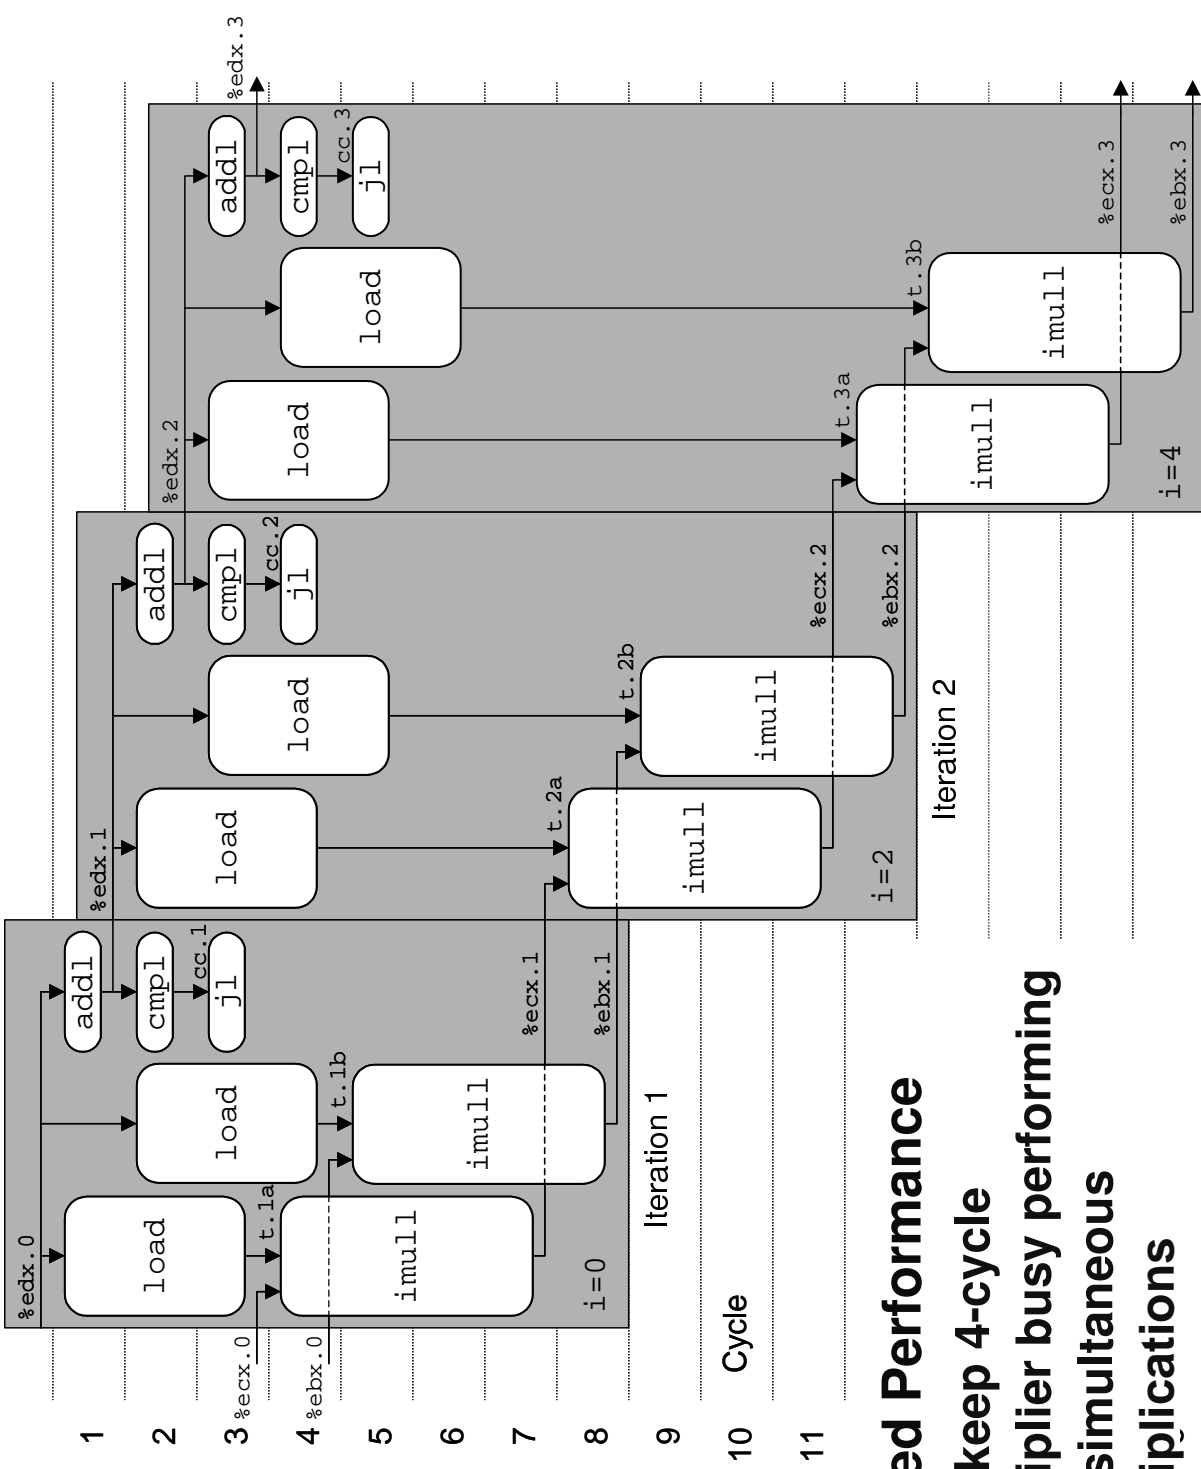 %edx.3
%edx.2
addl
cmpl
cc.3
jl
load
load
t.3a
t.3b
imull
imull
%ecx.3
%ebx.3
i=4
%edx.1
addl
cmpl
cc.2
jl
load
load
t.2a
t.2b
imull
imull
%ecx.2
%ebx.2
i=2
Iteration 2
%edx.0
addl
cmpl
cc.1
jl
load
load
t.1a
t.1b
imull
imull
%ecx.1
%ebx.1
i=0
Iteration 1
%ecx.0
%ebx.0
Cycle
1
2
3
4
5
6
7
8
9
10
11
ed Performance
keep 4-cycle
iplier busy performing
simultaneous
iplications